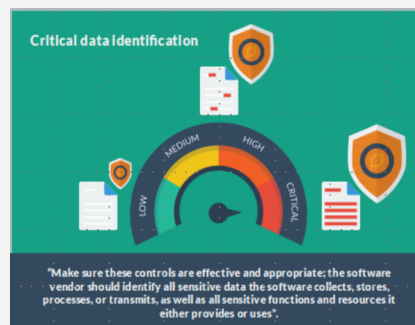 Critical data identification
MEDIUM
HIGH
LOW
CRITICAL
"Make sure these controls are effective and appropriate; the software
vendor should identify all sensitive data the software collects, stores,
processes, or transmits, as well as all sensitive functions and resources it
either provides or uses".